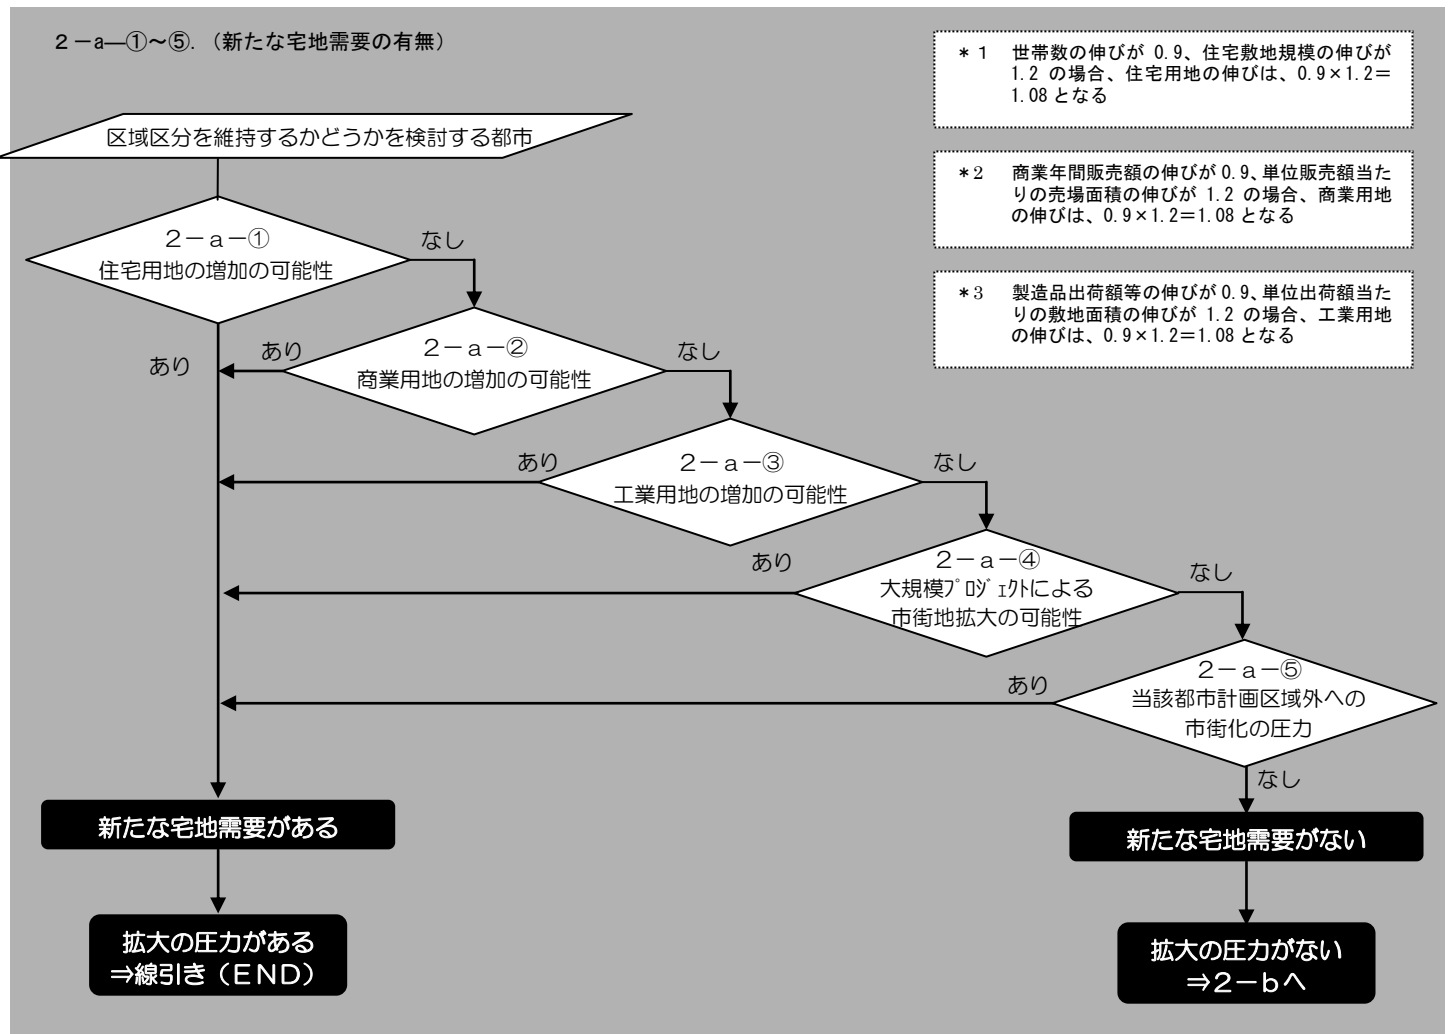 ２－a―①～⑤. （新たな宅地需要の有無）
＊１ 世帯数の伸びが 0.9、住宅敷地規模の伸びが
1.2 の場合、住宅用地の伸びは、0.9×1.2＝
1.08 となる
＊2 商業年間販売額の伸びが 0.9、単位販売額当た
りの売場面積の伸びが 1.2 の場合、商業用地
の伸びは、0.9×1.2＝1.08 となる
＊3 製造品出荷額等の伸びが 0.9、単位出荷額当た
りの敷地面積の伸びが 1.2 の場合、工業用地
の伸びは、0.9×1.2＝1.08 となる
区域区分を維持するかどうかを検討する都市
２－ａ－①
住宅用地の増加の可能性
なし
あり
２－ａ－②
商業用地の増加の可能性
あり
なし
２－ａ－③
工業用地の増加の可能性
あり
なし
２－ａ－④
大規模ﾌﾟﾛｼﾞｪｸﾄによる
市街地拡大の可能性
あり
なし
２－ａ－⑤
当該都市計画区域外への
市街化の圧力
あり
なし
新たな宅地需要がある
拡大の圧力がある
⇒線引き（ＥＮＤ）
新たな宅地需要がない
拡大の圧力がない
⇒２－ｂへ